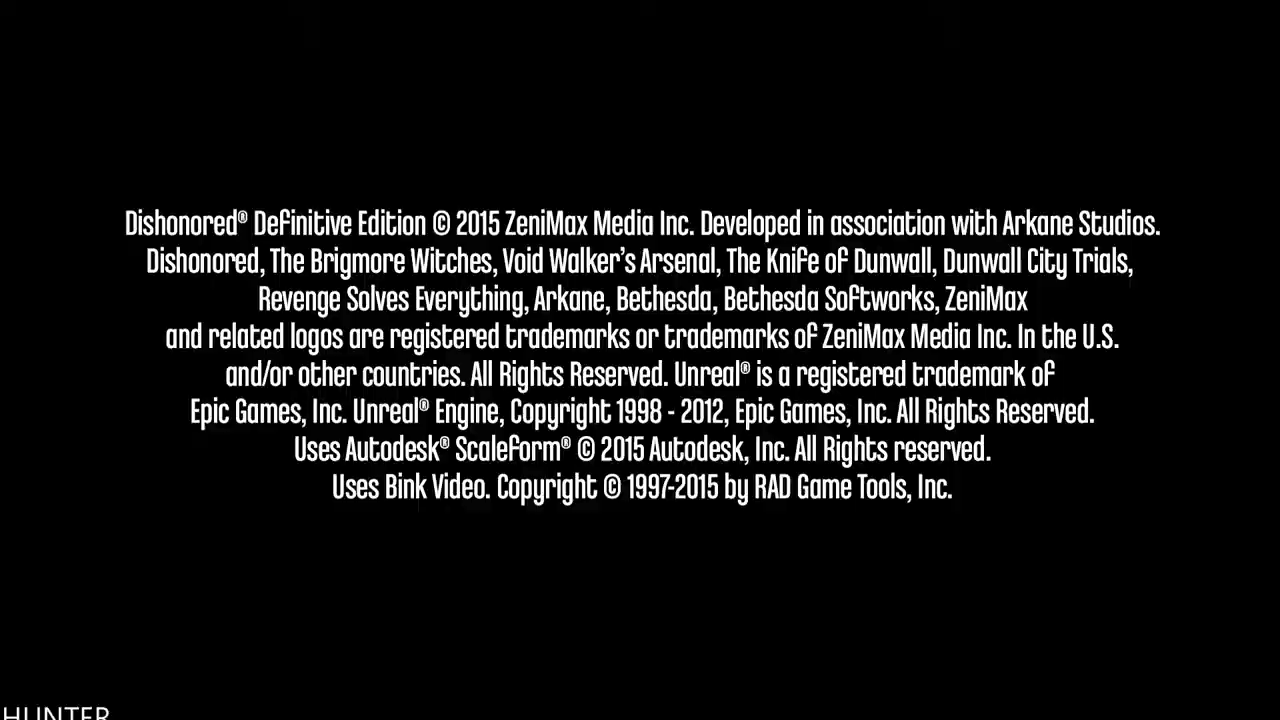 Dishonored® Definitive Edition © 2015 ZeniMax Media Inc. Developed in association with Arkane Studios.
Dishonored, The Brigmore Witches, Void Walker's Arsenal, The Knife of Dunwall, Dunwall City Trials,
Revenge Solves Everything, Arkane, Bethesda, Bethesda Softworks, ZeniMax
and related logos are registered trademarks or trademarks of ZeniMax Media Inc. In the U.S.
and/or other countries. All Rights Reserved. Unreal® is a registered trademark of
Epic Games, Inc. Unreal® Engine, Copyright 1998 - 2012, Epic Games, Inc. All Rights Reserved.
Uses Autodesk® Scaleform® © 2015 Autodesk, Inc. All Rights reserved.
Uses Bink Video. Copyright © 1997-2015 by RAD Game Tools, Inc.
HUNTER